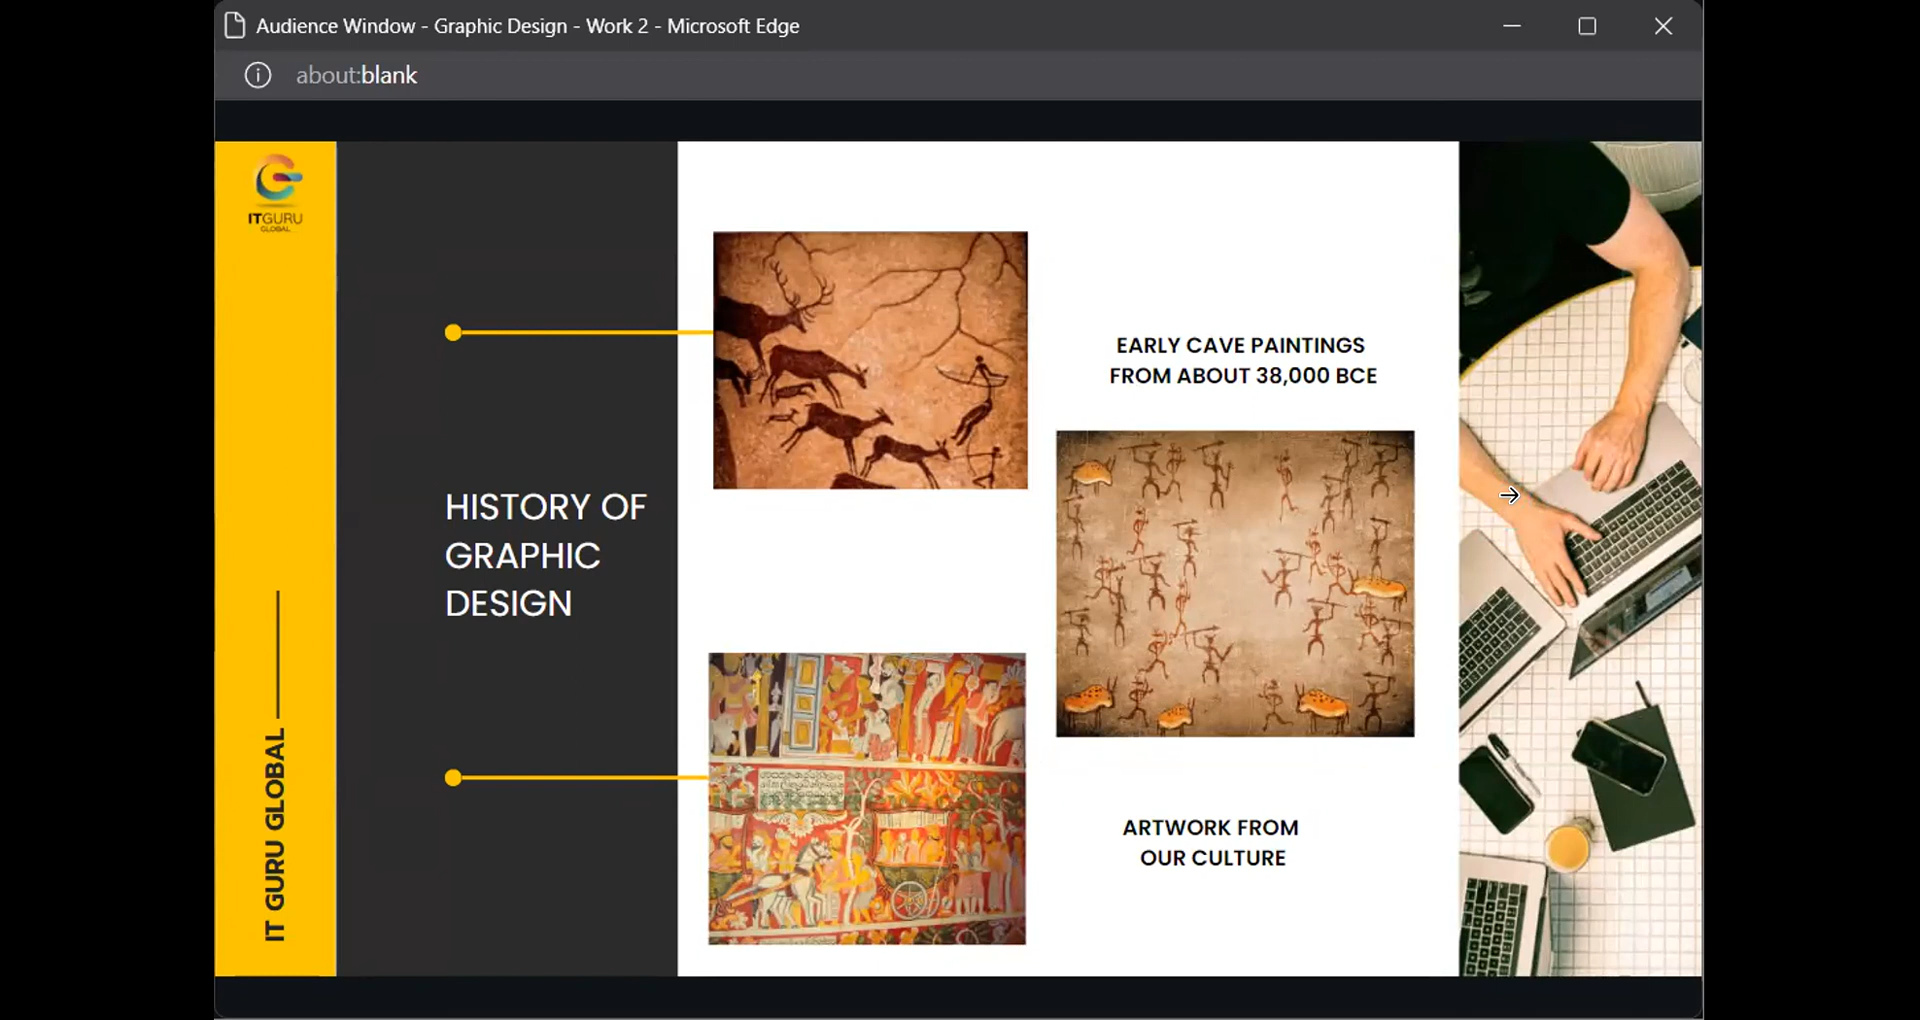 Audience Window - Graphic Design - Work 2 - Microsoft Edge
about:blank
ITGURU
GLOBAL
HISTORY OF
GRAPHIC
DESIGN
IT GURU GLOBAL
EARLY CAVE PAINTINGS
FROM ABOUT 38,000 BCE
ARTWORK FROM
OUR CULTURE